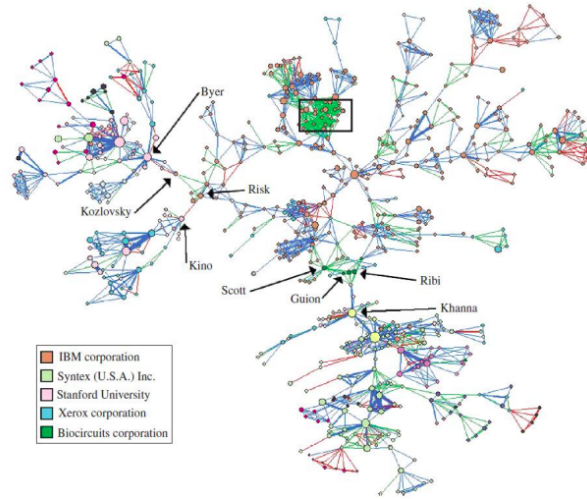 Byer
Kozlovsky
Risk
Kino
Scott
Guion
Ribi
Khanna
IBM corporation
Syntex (U.S.A.) Inc.
Stanford University
Xerox corporation
Biocircuits corporation